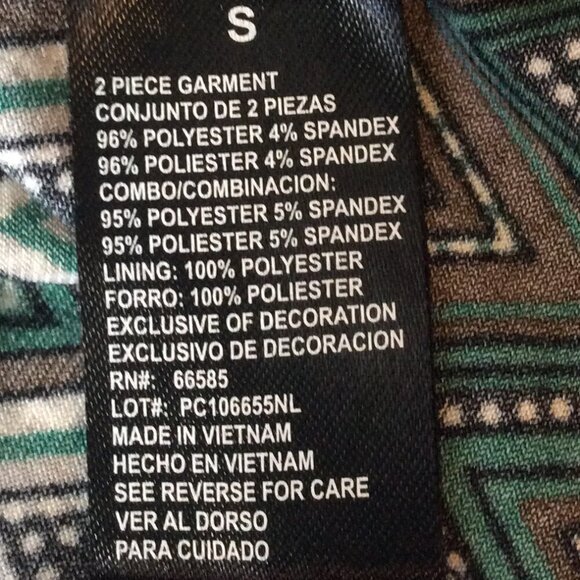 S
2 PIECE GARMENT
CONJUNTO DE 2 PIEZAS
96% POLYESTER 4% SPANDEX
96% POLIESTER 4% SPANDEX
COMBO/COMBINACION:
95% POLYESTER 5% SPANDEX
95% POLIESTER 5% SPANDEX
LINING: 100% POLYESTER
FORRO: 100% POLIESTER
EXCLUSIVE OF DECORATION
EXCLUSIVO DE DECORACION
RN#: 66585
LOT#: PC106655NL
MADE IN VIETNAM
HECHO EN VIETNAM
SEE REVERSE FOR CARE
VER AL DORSO
PARA CUIDADO